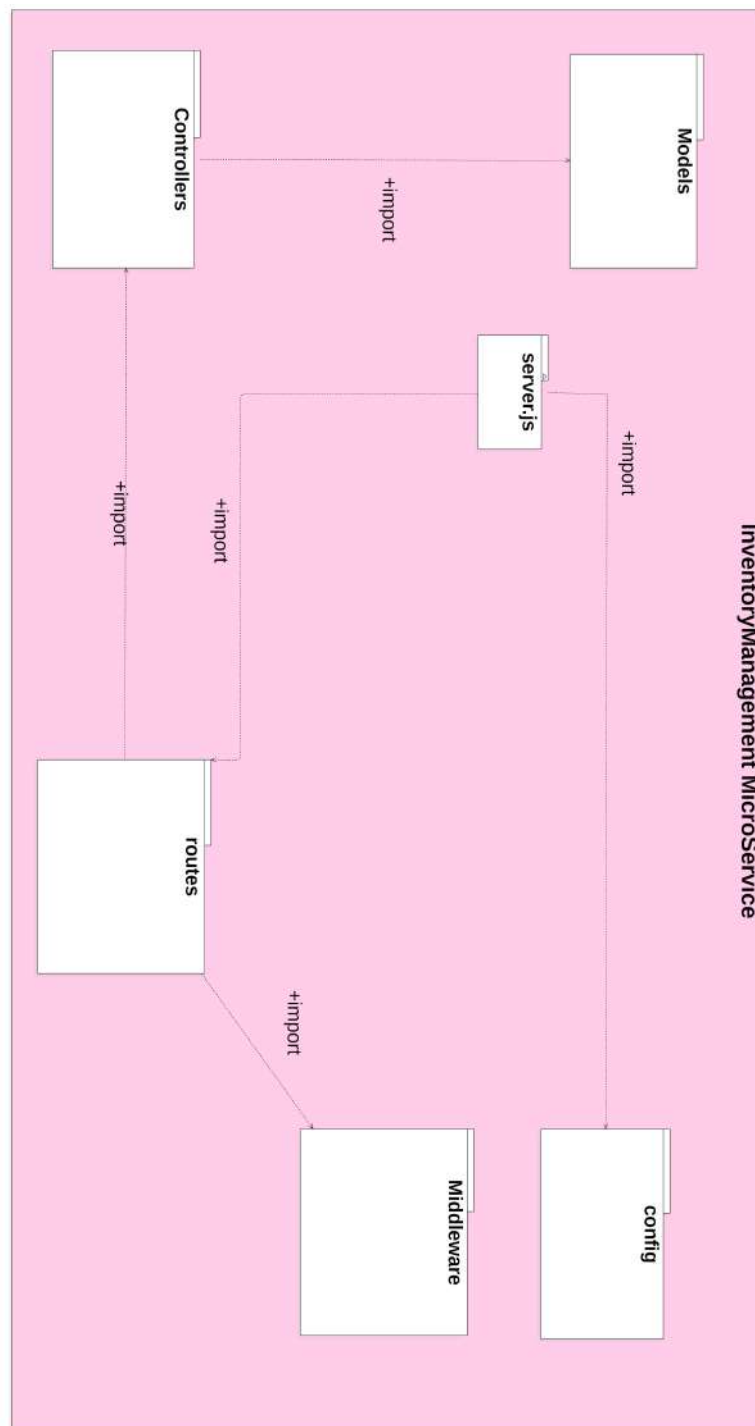 InventoryManagement MicroService
Models
+import
Controllers
server.js
+import
+import
+import
config
Middleware
+import
routes